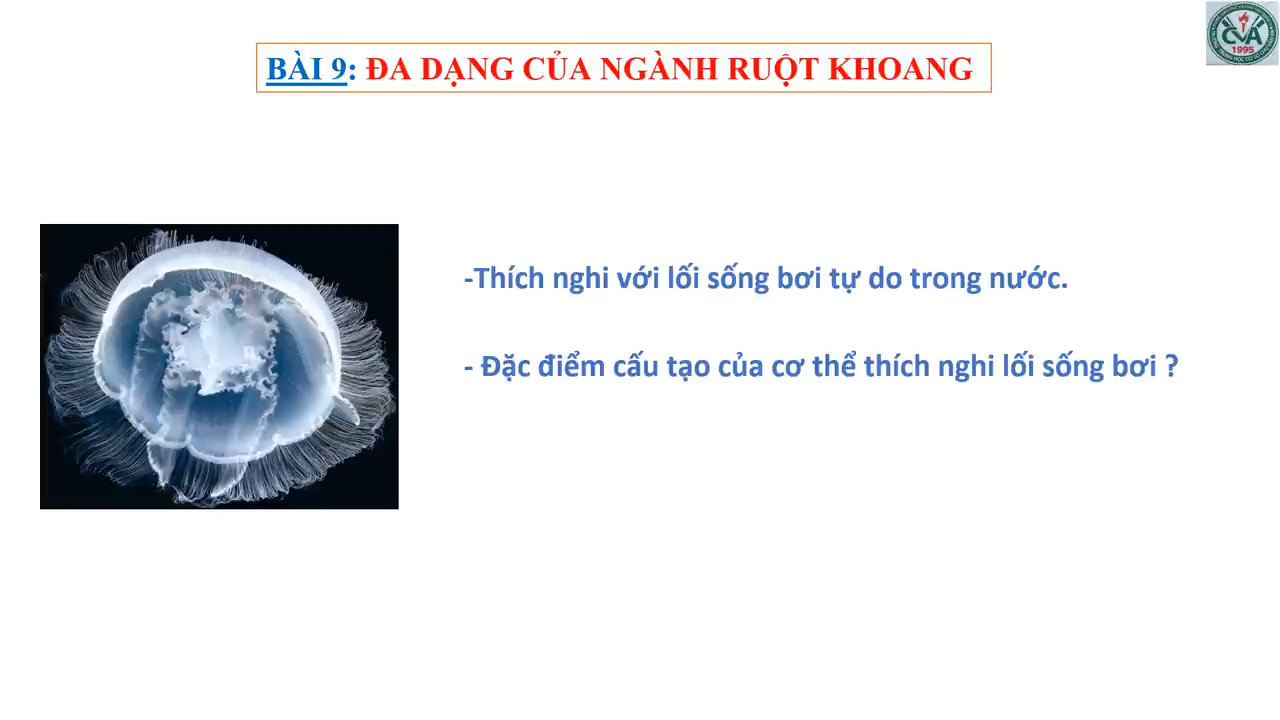 CVA
1995
BÀI 9: ĐA DẠNG CỦA NGÀNH RUỘT KHOANG
-Thích nghi với lối sống bơi tự do trong nước.
- Đặc điểm cấu tạo của cơ thể thích nghi lối sống bơi ?